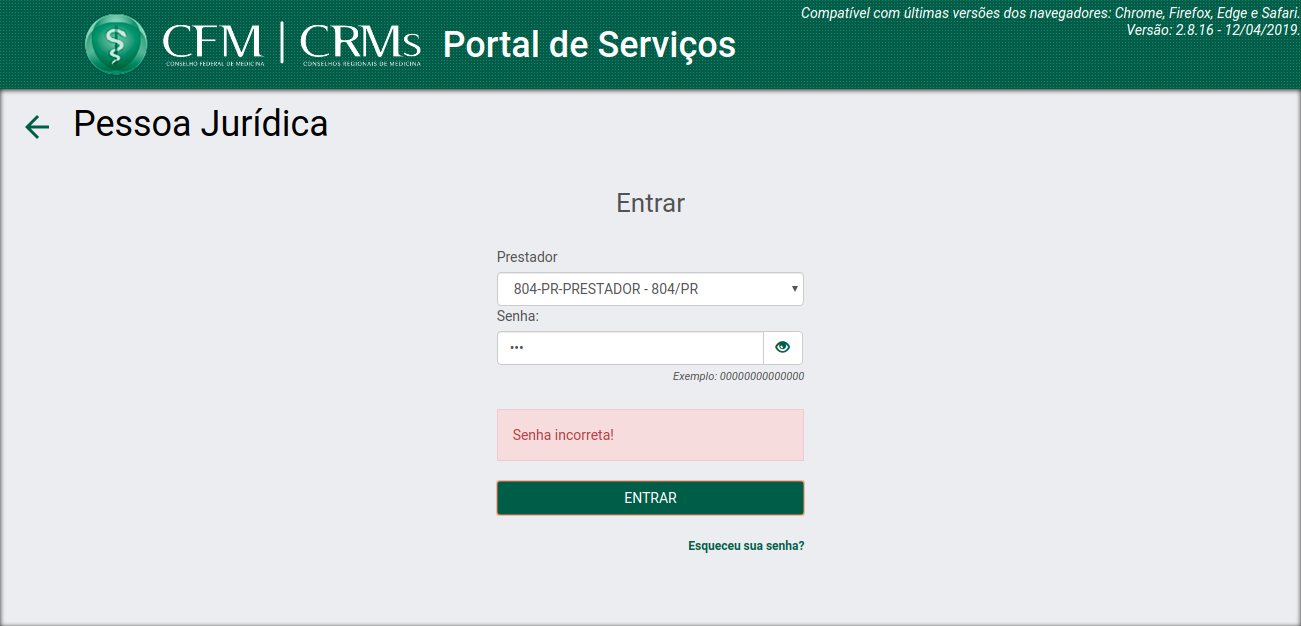 Compatível com últimas versões dos navegadores: Chrome, Firefox, Edge e Safari.
Versão: 2.8.16 - 12/04/2019.
CFM | CRMs Portal de Serviços
CONSELHO FEDERAL DE MEDICINA CONSELHOS REGIONAIS DE MEDICINA
Pessoa Jurídica
Entrar
Prestador
804-PR-PRESTADOR - 804/PR
Senha:
•••
Exemplo: 00000000000000
Senha incorreta!
ENTRAR
Esqueceu sua senha?